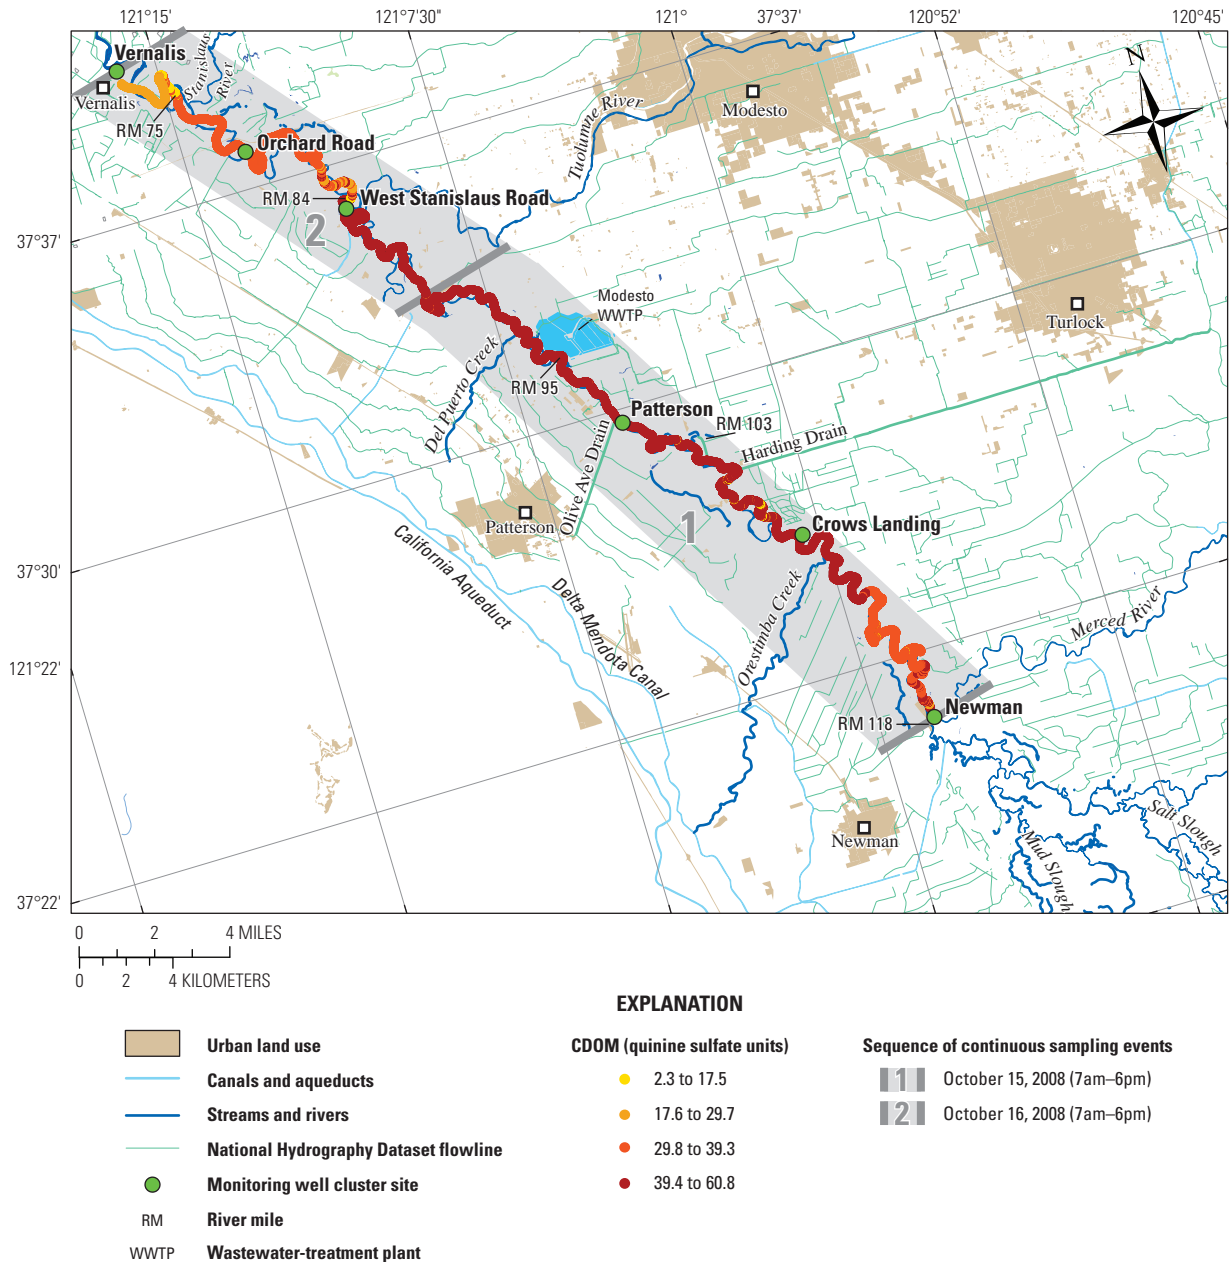 121°15'
121°7'30"
121°
37°37'
120°52'
120°45'
Vernalis
Vernalis
Stanislaus
River
RM 75
Orchard Road
RM 84
West Stanislaus Road
2
Tuolumne River
Modesto
N
37°37'
Modesto
WWTP
Turlock
Del Puerto Creek
RM 95
Patterson
RM 103
Harding Drain
Olive Ave Drain
Patterson
1
Crows Landing
California Aqueduct
Delta Mendota Canal
Orestimba Creek
Merced River
37°30'
121°22'
RM 118
Newman
Newman
Salt Slough
Mud Slough
37°22'
0 2 4 MILES
0 2 4 KILOMETERS
EXPLANATION
Urban land use
Canals and aqueducts
Streams and rivers
National Hydrography Dataset flowline
Monitoring well cluster site
RM River mile
WWTP Wastewater-treatment plant
CDOM (quinine sulfate units)
2.3 to 17.5
17.6 to 29.7
29.8 to 39.3
39.4 to 60.8
Sequence of continuous sampling events
1 October 15, 2008 (7am–6pm)
2 October 16, 2008 (7am–6pm)